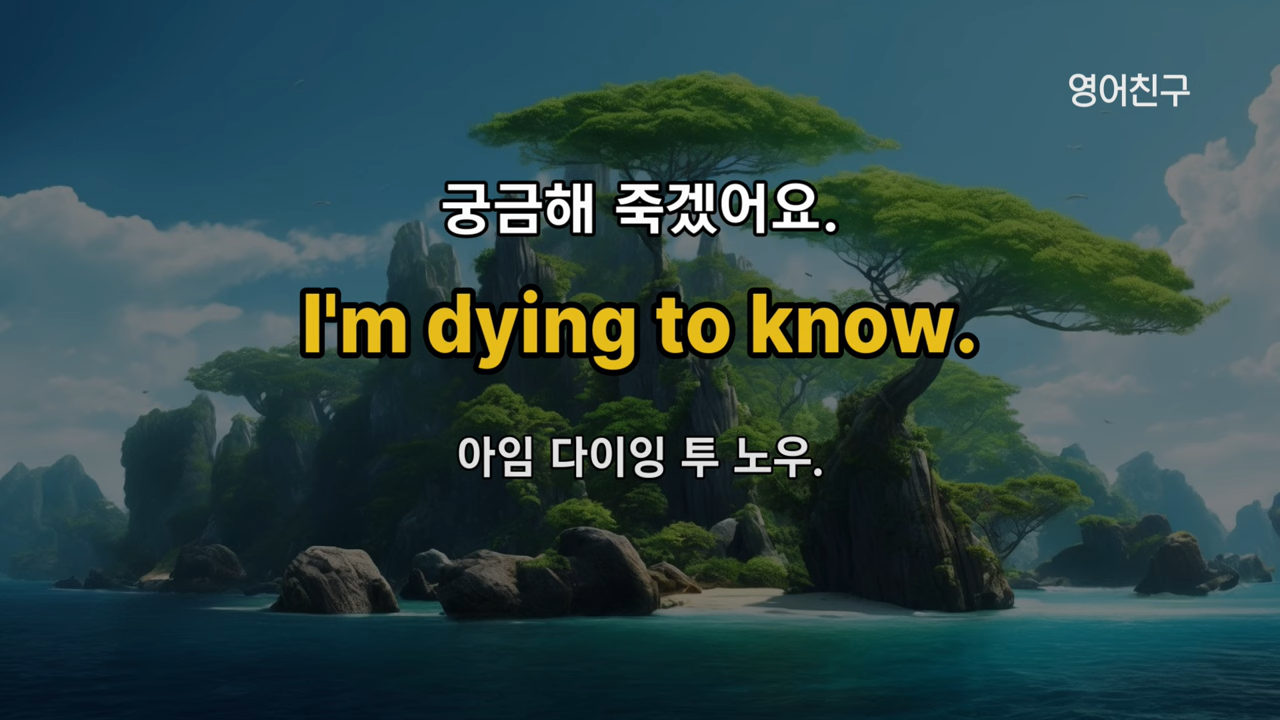 영어친구
궁금해 죽겠어요.
I'm dying to know.
아임 다이잉 투 노우.